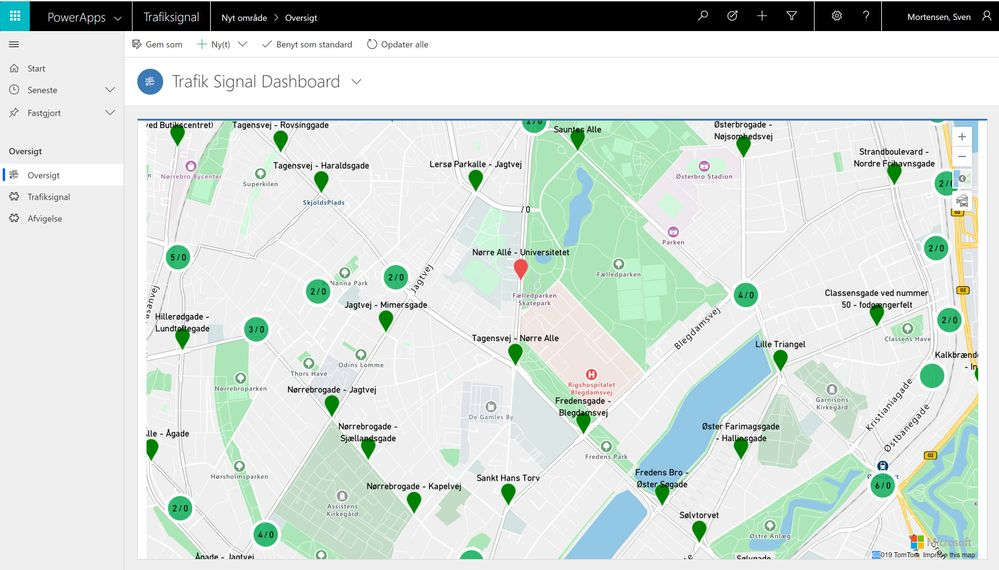 PowerApps
Trafiksignal
Nyt område > Oversigt
Mortensen, Sven
Gem som
Ny(t)
Benyt som standard
Opdater alle
Start
Seneste
Fastgjort
Oversigt
Oversigt
Trafiksignal
Afvigelse
Trafik Signal Dashboard
ved Butikscentret)
Tagensvej - Rovsinggade
2/0
Sauntes Alle
Østerbrogade -
Nøjsomhedsvej
Strandboulevard -
Nordre Frihavnsgade
Nørrebro Bycenter
Superkilen
Tagensvej - Haraldsgade
SkjoldsPlads
Lersø Parkalle - Jagtvej
Østerbro Stadion
Parken
2/
/ 0
02
5 / 0
Nørre Allé - Universitetet
Fælledparken
Skatepark
Fælledparken
2 / 0
2 / 0
Nanna Park
2 / 0
Jagtvej
4 / 0
02
Hillerødgade -
Lundtoftegade
3 / 0
Jagtvej - Mimersgade
Classensgade ved nummer
50 - fodgængerfelt
2 / 0
Classens Have
Blegdamsvej
Tagensvej - Nørre Alle
Lille Triangel
Odins Lomme
Thors Have
Nørrebroparken
Nørrebrogade - Jagtvej
Rigshospitalet
Blegdamsvej
Fredensgade -
Blegdamsvej
Garnisons
Kirkegård
Kristianiagade
Østbanegade
De Gamles By
Nørrebrogade -
Sjællandsgade
Øster Farimagsgade
- Hallinsgade
lle - Ågade
Hørsholmsparken
Fredens Park
02
Sankt Hans Torv
Fredens Bro -
Øster Søgade
6 / 0
Nørrebrogade - Kapelvej
Assistens
Kirkegård
2 / 0
Sølvtorvet
Østre Anlæg
4 / 0
Ågade - Jagtvej
Sølvgade
Microsoft
©2019 TomTom Improve this map